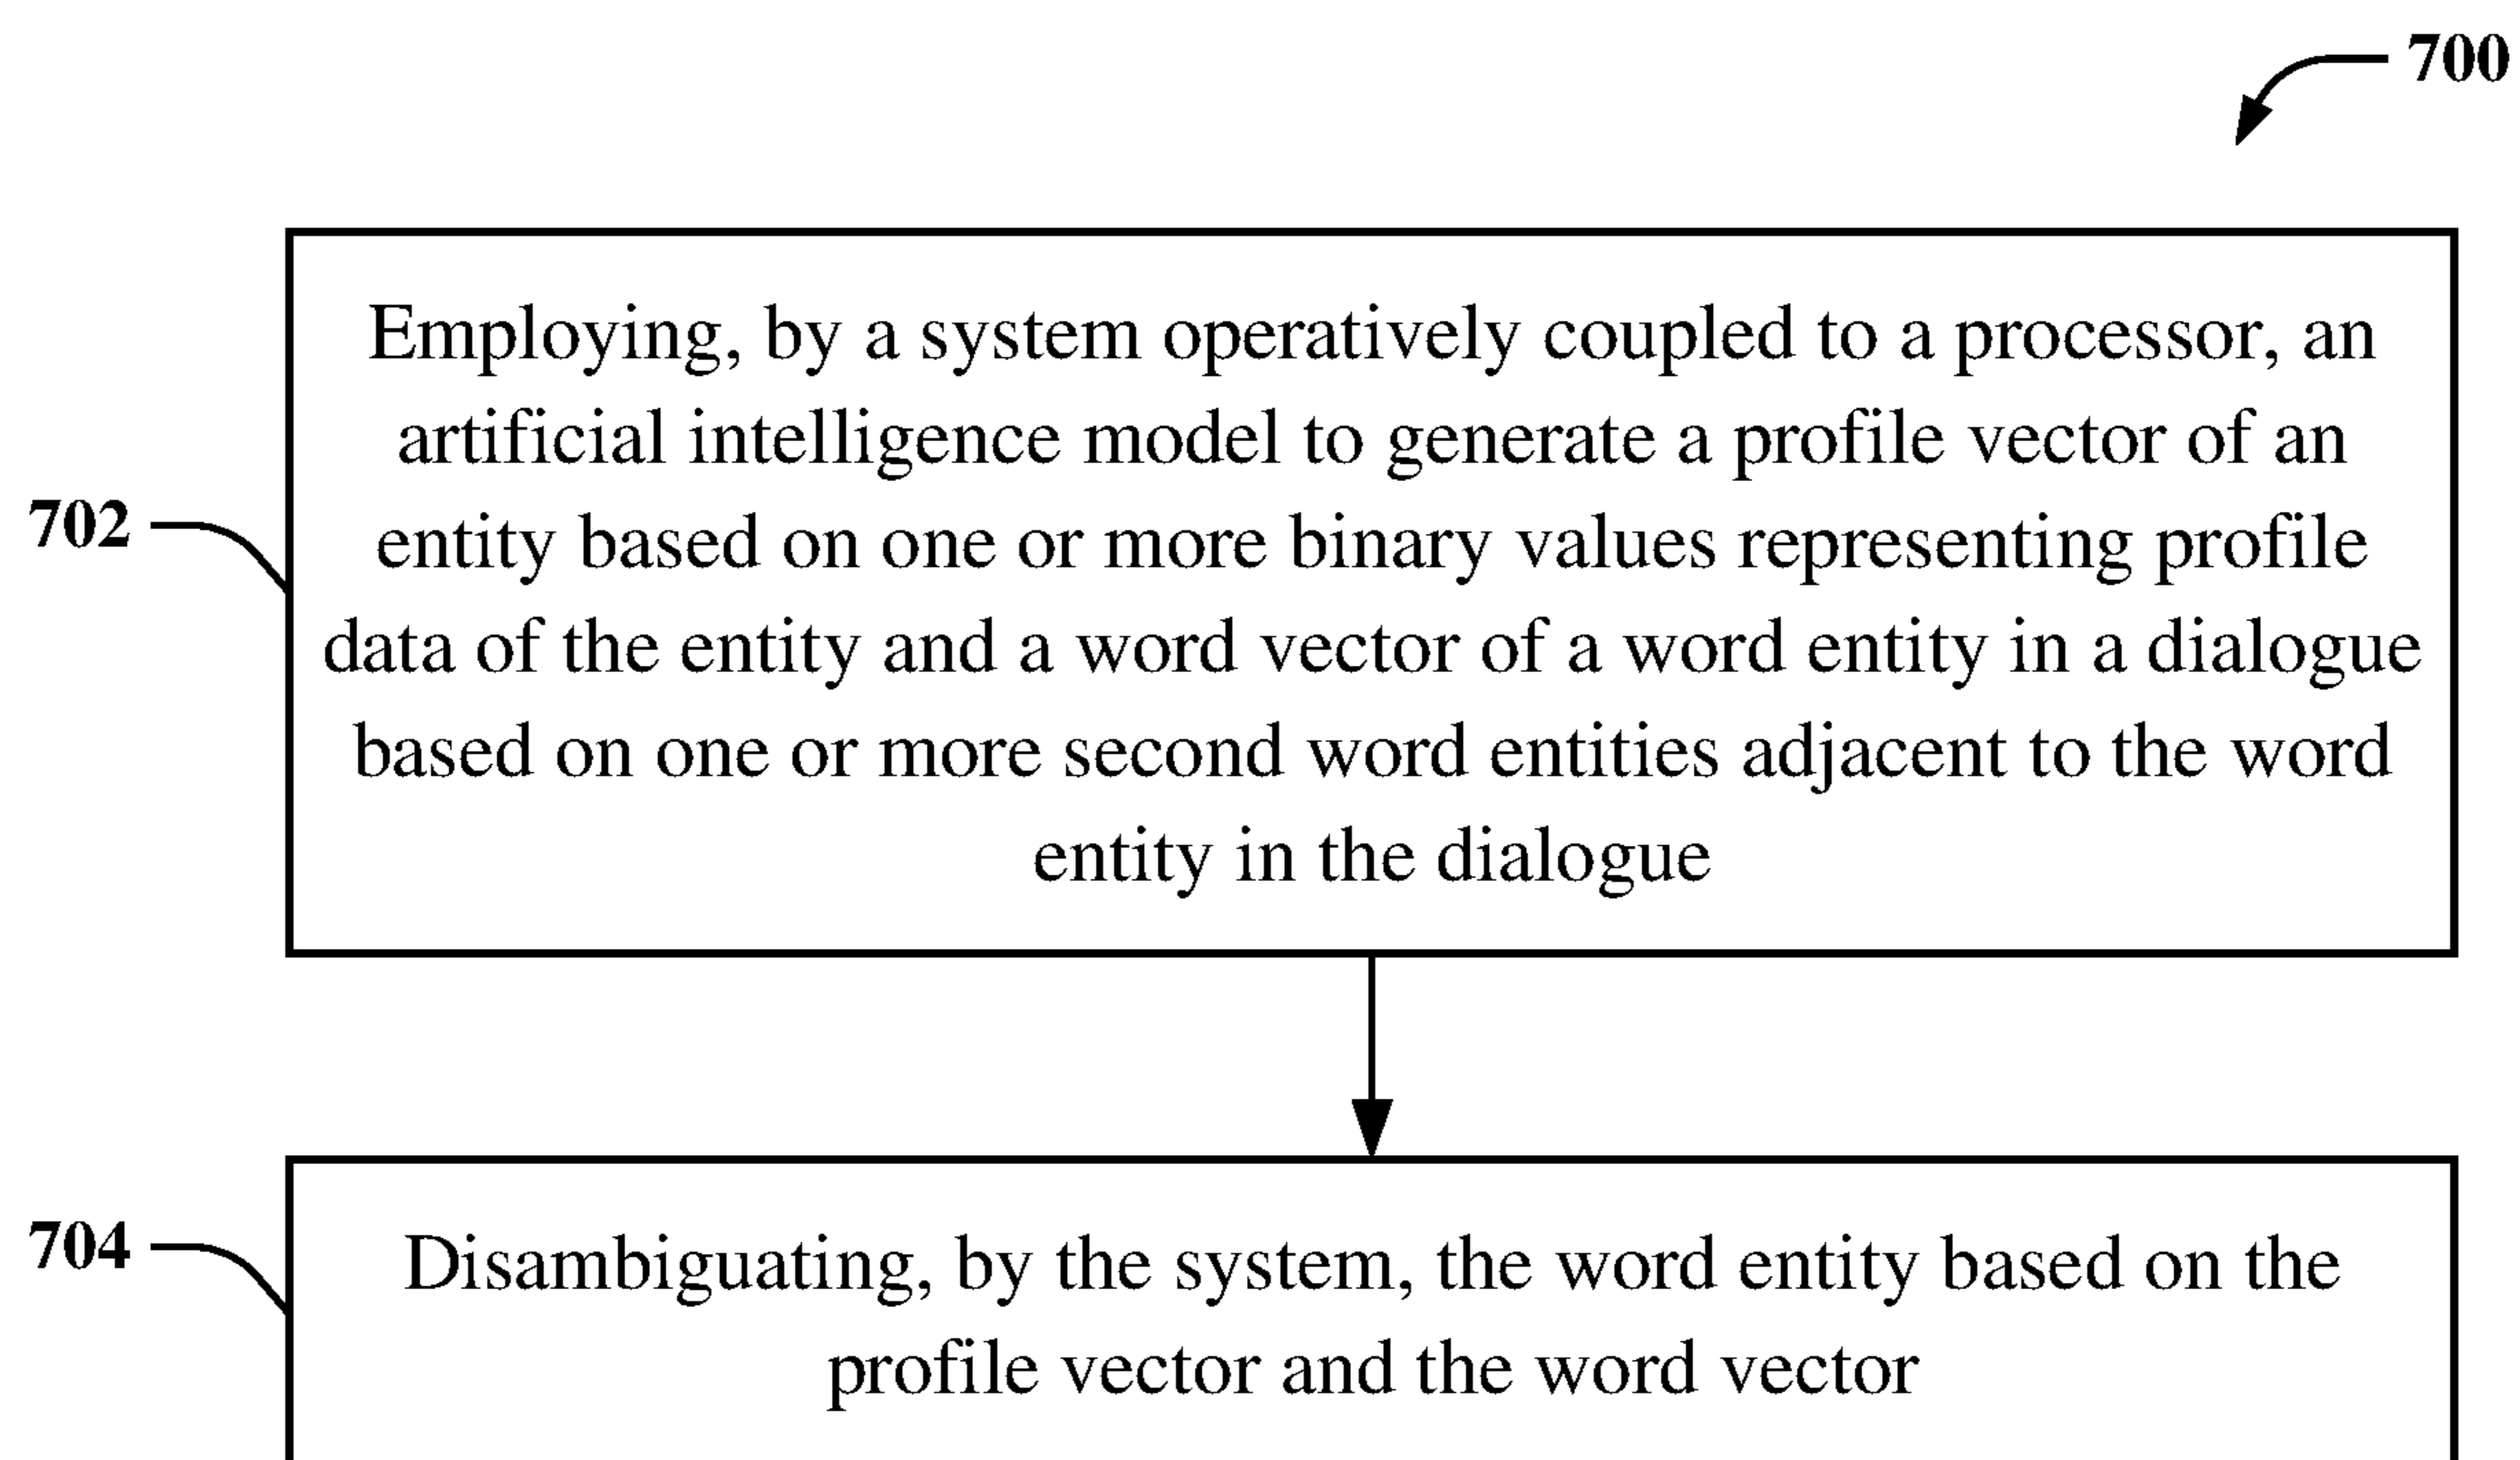 700
Employing, by a system operatively coupled to a processor, an
artificial intelligence model to generate a profile vector of an
entity based on one or more binary values representing profile
data of the entity and a word vector of a word entity in a dialogue
based on one or more second word entities adjacent to the word
entity in the dialogue
702
Disambiguating, by the system, the word entity based on the
profile vector and the word vector
704